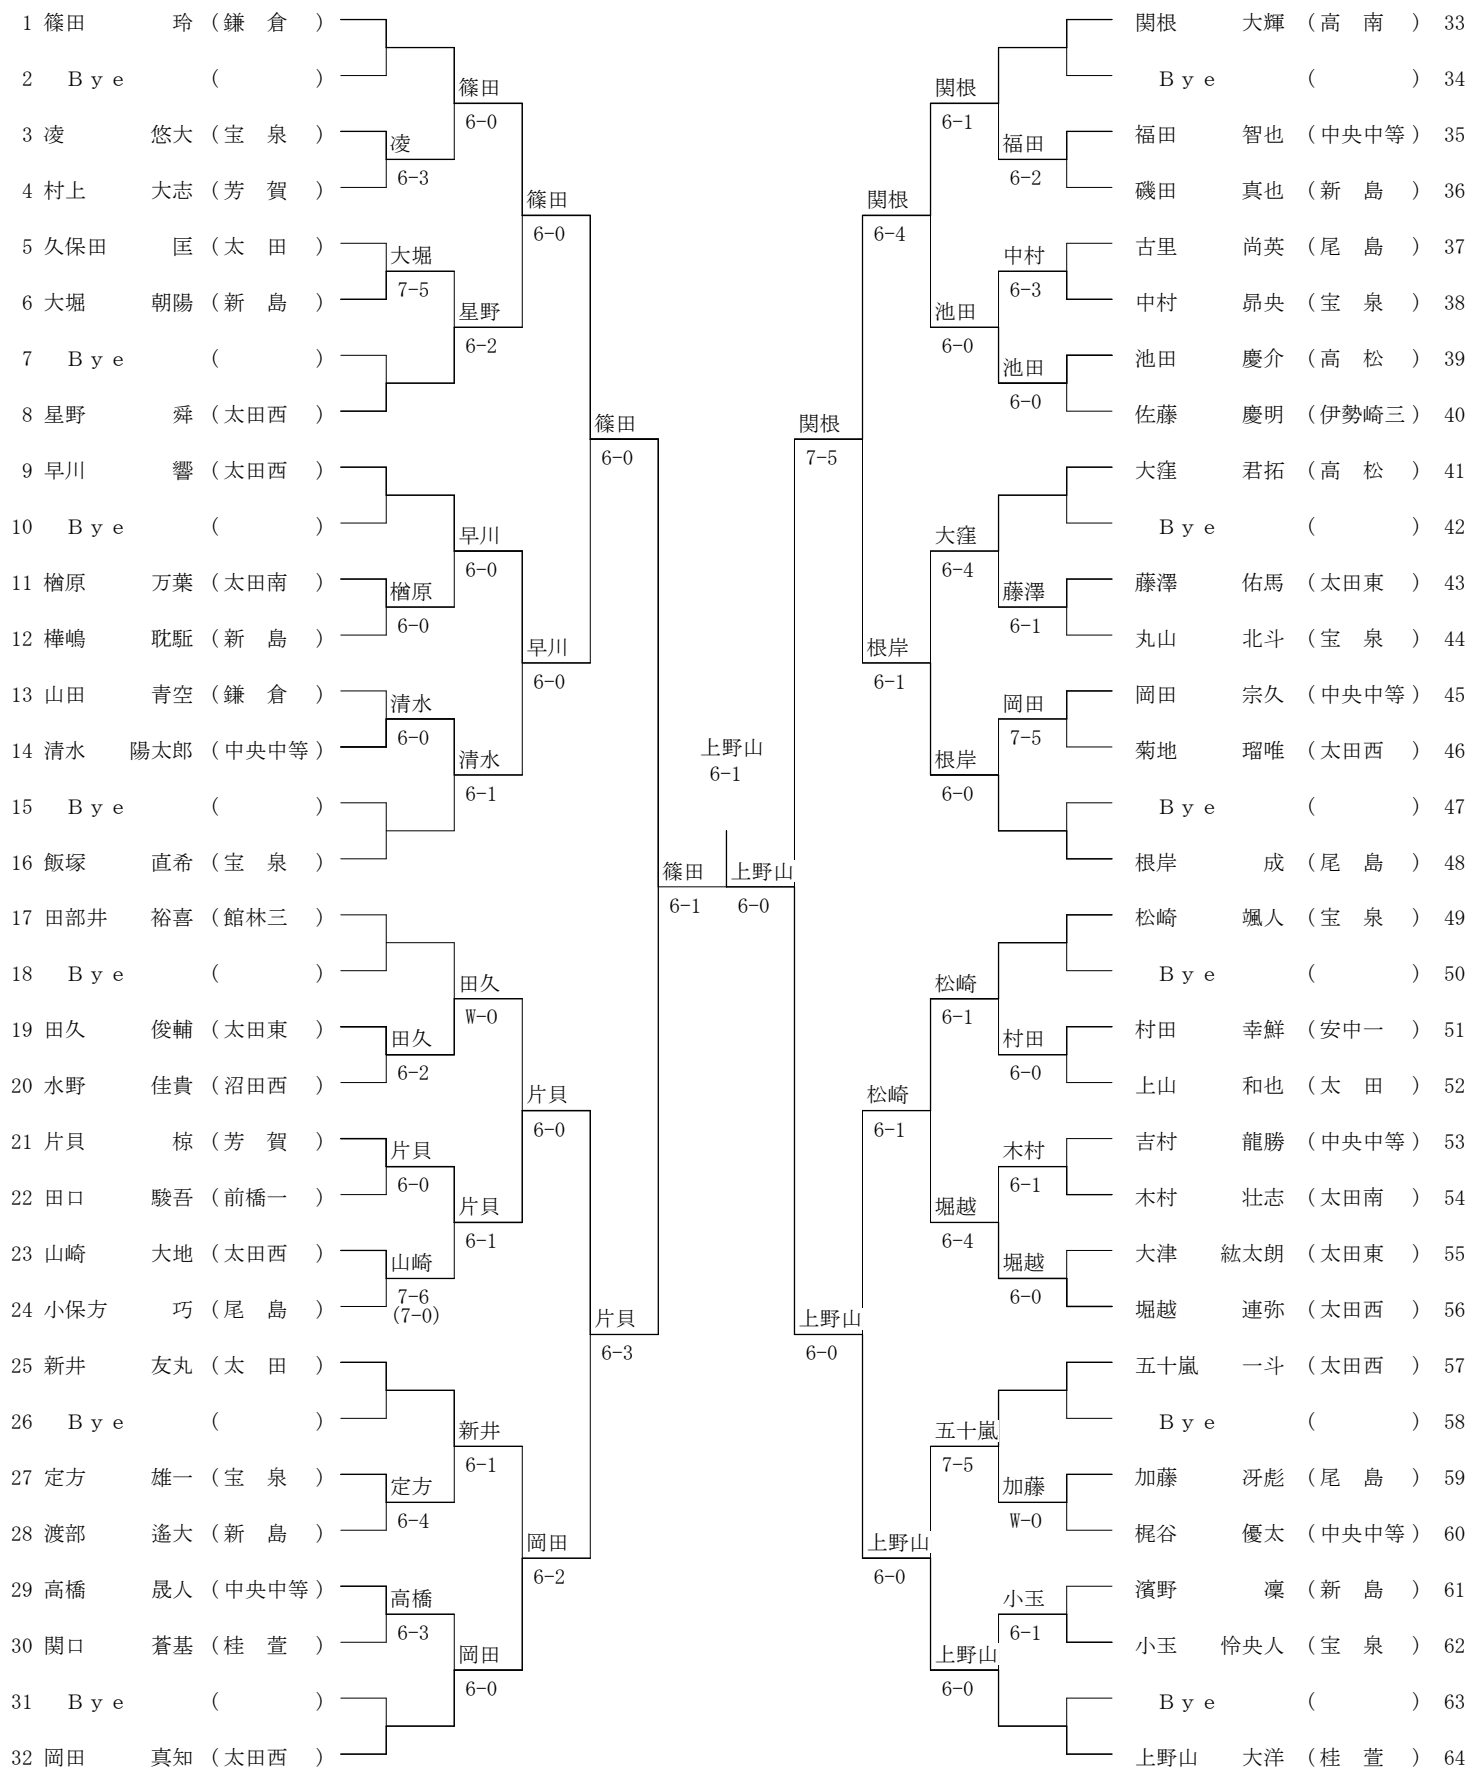 1 篠田 玲 （鎌 倉 ）
2 Ｂｙｅ （ ）
3 凌 悠大 （宝 泉 ）
4 村上 大志 （芳 賀 ）
5 久保田 匡 （太 田 ）
6 大堀 朝陽 （新 島 ）
7 Ｂｙｅ （ ）
8 星野 舜 （太田西 ）
9 早川 響 （太田西 ）
10 Ｂｙｅ （ ）
11 楢原 万葉 （太田南 ）
12 樺嶋 耽駈 （新 島 ）
13 山田 青空 （鎌 倉 ）
14 清水 陽太郎 （中央中等）
15 Ｂｙｅ （ ）
16 飯塚 直希 （宝 泉 ）
17 田部井 裕喜 （館林三 ）
18 Ｂｙｅ （ ）
19 田久 俊輔 （太田東 ）
20 水野 佳貴 （沼田西 ）
21 片貝 椋 （芳 賀 ）
22 田口 駿吾 （前橋一 ）
23 山崎 大地 （太田西 ）
24 小保方 巧 （尾 島 ）
25 新井 友丸 （太 田 ）
26 Ｂｙｅ （ ）
27 定方 雄一 （宝 泉 ）
28 渡部 遙大 （新 島 ）
29 高橋 晟人 （中央中等）
30 関口 蒼基 （桂 萱 ）
31 Ｂｙｅ （ ）
32 岡田 真知 （太田西 ）
凌
6-3
大堀
7-5
楢原
6-0
清水
6-0
田久
6-2
片貝
6-0
山崎
7-6
(7-0)
定方
6-4
高橋
6-3
篠田
6-0
星野
6-2
早川
6-0
清水
6-1
田久
W-O
片貝
6-1
新井
6-1
岡田
6-0
篠田
6-0
早川
6-0
片貝
6-0
岡田
6-2
篠田
6-0
片貝
6-3
篠田
6-1
上野山
6-1
上野山
6-0
関根
7-5
上野山
6-0
関根
6-4
根岸
6-1
松崎
6-1
上野山
6-0
関根
6-1
池田
6-0
大窪
6-4
根岸
6-0
松崎
6-1
堀越
6-4
五十嵐
7-5
上野山
6-0
福田
6-2
中村
6-3
池田
6-0
藤澤
6-1
岡田
7-5
村田
6-0
木村
6-1
堀越
6-0
加藤
W-O
小玉
6-1
関根 大輝 （高 南 ） 33
Ｂｙｅ （ ） 34
福田 智也 （中央中等） 35
磯田 真也 （新 島 ） 36
古里 尚英 （尾 島 ） 37
中村 昴央 （宝 泉 ） 38
池田 慶介 （高 松 ） 39
佐藤 慶明 （伊勢崎三） 40
大窪 君拓 （高 松 ） 41
Ｂｙｅ （ ） 42
藤澤 佑馬 （太田東 ） 43
丸山 北斗 （宝 泉 ） 44
岡田 宗久 （中央中等） 45
菊地 瑠唯 （太田西 ） 46
Ｂｙｅ （ ） 47
根岸 成 （尾 島 ） 48
松崎 颯人 （宝 泉 ） 49
Ｂｙｅ （ ） 50
村田 幸鮮 （安中一 ） 51
上山 和也 （太 田 ） 52
吉村 龍勝 （中央中等） 53
木村 壮志 （太田南 ） 54
大津 紘太朗 （太田東 ） 55
堀越 連弥 （太田西 ） 56
五十嵐 一斗 （太田西 ） 57
Ｂｙｅ （ ） 58
加藤 冴彪 （尾 島 ） 59
梶谷 優太 （中央中等） 60
濱野 凜 （新 島 ） 61
小玉 怜央人 （宝 泉 ） 62
Ｂｙｅ （ ） 63
上野山 大洋 （桂 萱 ） 64